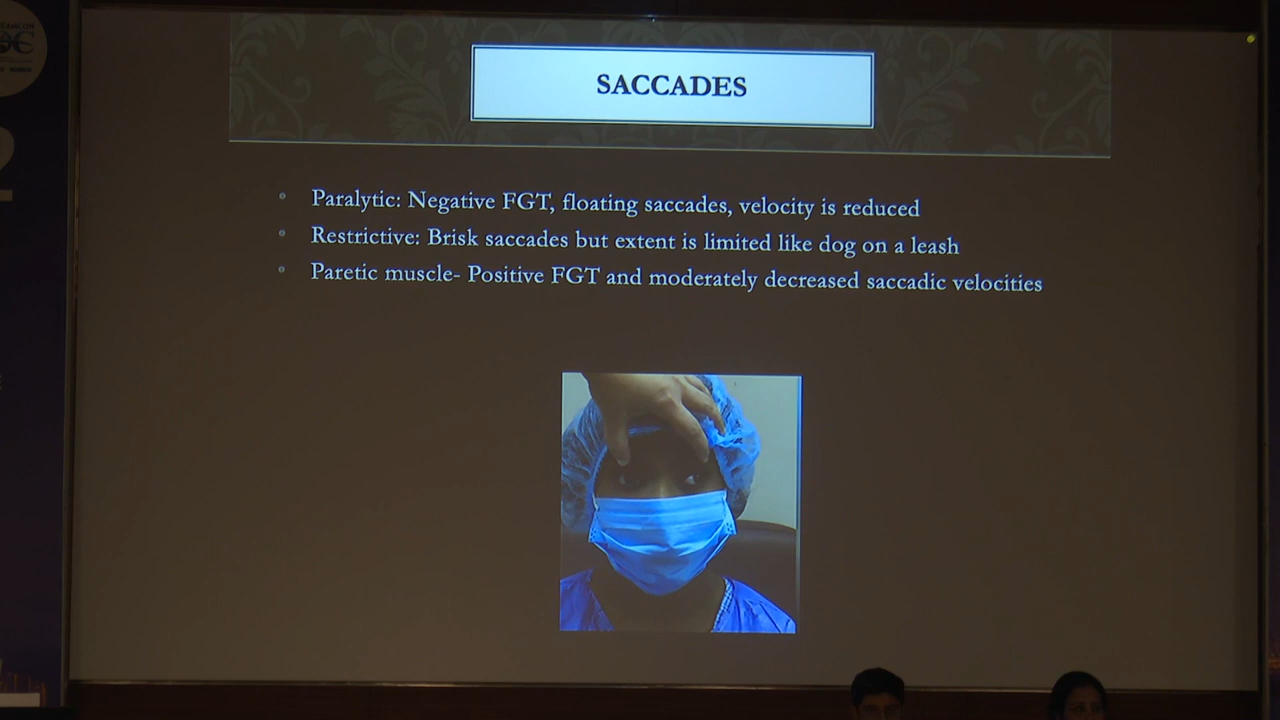 SACCADES
Paralytic: Negative FGT, floating saccades, velocity is reduced
Restrictive: Brisk saccades but extent is limited like dog on a leash
Paretic muscle- Positive FGT and moderately decreased saccadic velocities